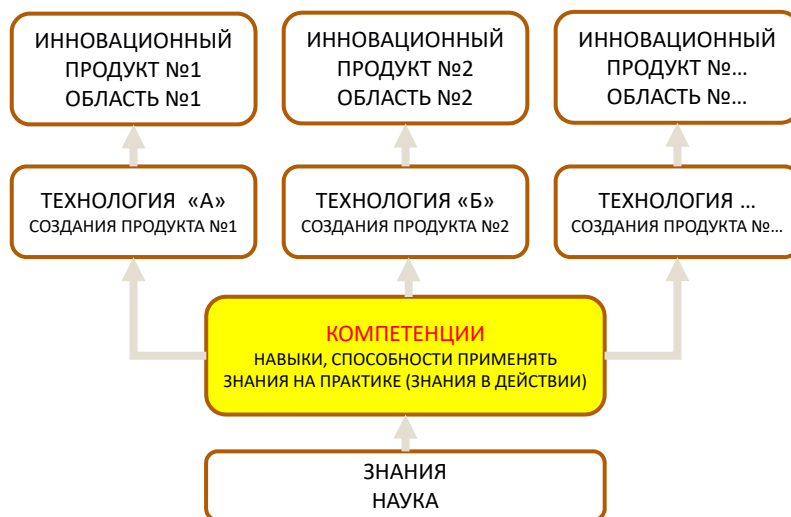 ИННОВАЦИОННЫЙ
ПРОДУКТ №1
ОБЛАСТЬ №1
ИННОВАЦИОННЫЙ
ПРОДУКТ №2
ОБЛАСТЬ №2
ИННОВАЦИОННЫЙ
ПРОДУКТ №...
ОБЛАСТЬ №...
ТЕХНОЛОГИЯ «А»
СОЗДАНИЯ ПРОДУКТА №1
ТЕХНОЛОГИЯ «Б»
СОЗДАНИЯ ПРОДУКТА №2
ТЕХНОЛОГИЯ ...
СОЗДАНИЯ ПРОДУКТА №...
КОМПЕТЕНЦИИ
НАВЫКИ, СПОСОБНОСТИ ПРИМЕНЯТЬ
ЗНАНИЯ НА ПРАКТИКЕ (ЗНАНИЯ В ДЕЙСТВИИ)
ЗНАНИЯ
НАУКА